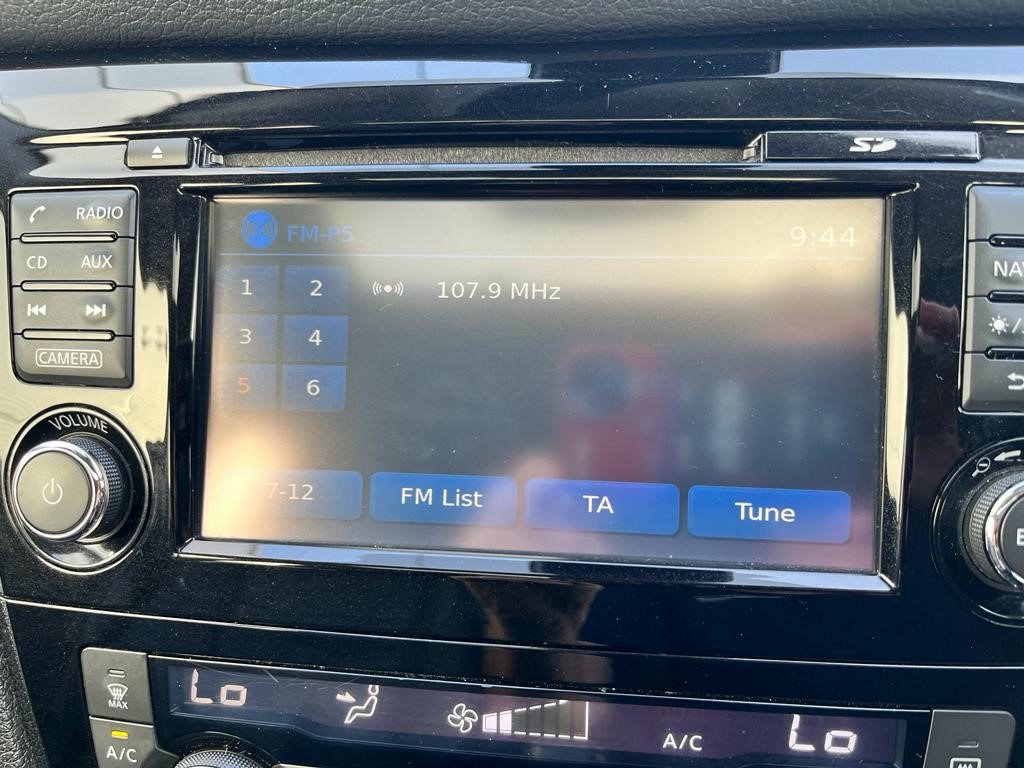 SD
RADIO
CD AUX
CAMERA
VOLUME
FM-P5 9:44
1 2 107.9 MHz
3 4
5 6
7-12 FM List TA Tune
NAV
MAX
A/C
Lo A/C Lo